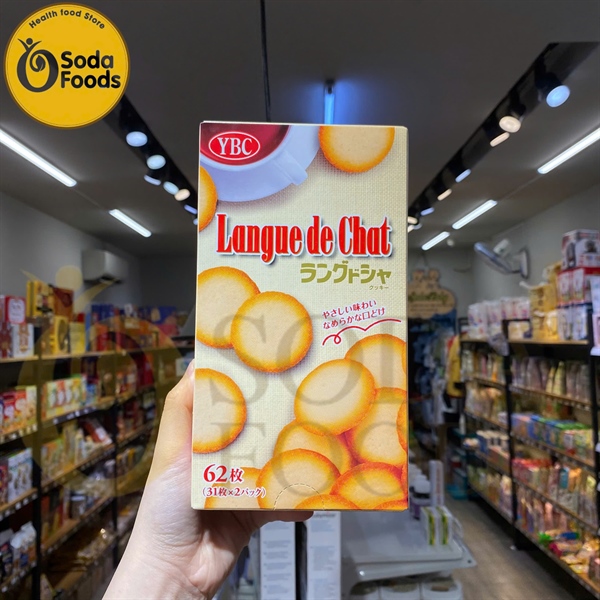 Health food Store
Soda
Foods
YBC
Langue de Chat
ラングドシャ
クッキー
やさしい味わい
なめらかな口どけ
62枚
(31枚×2パック)
SODA
FOODS